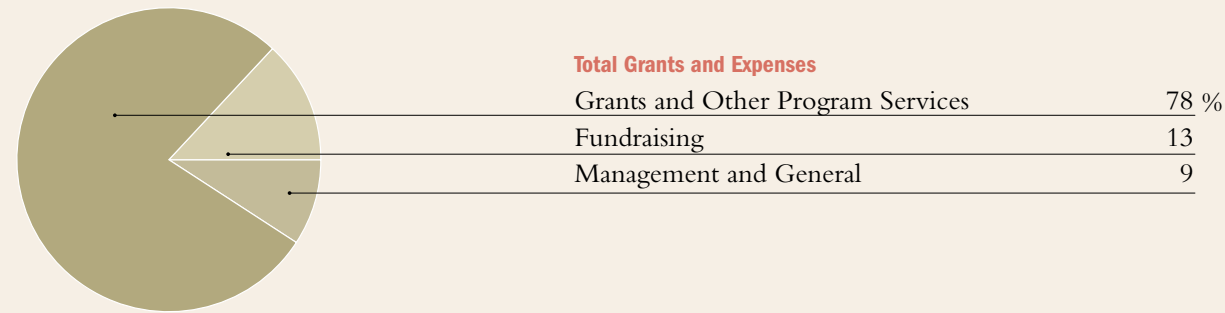 Total Grants and Expenses
Grants and Other Program Services 78 %
Fundraising 13
Management and General 9